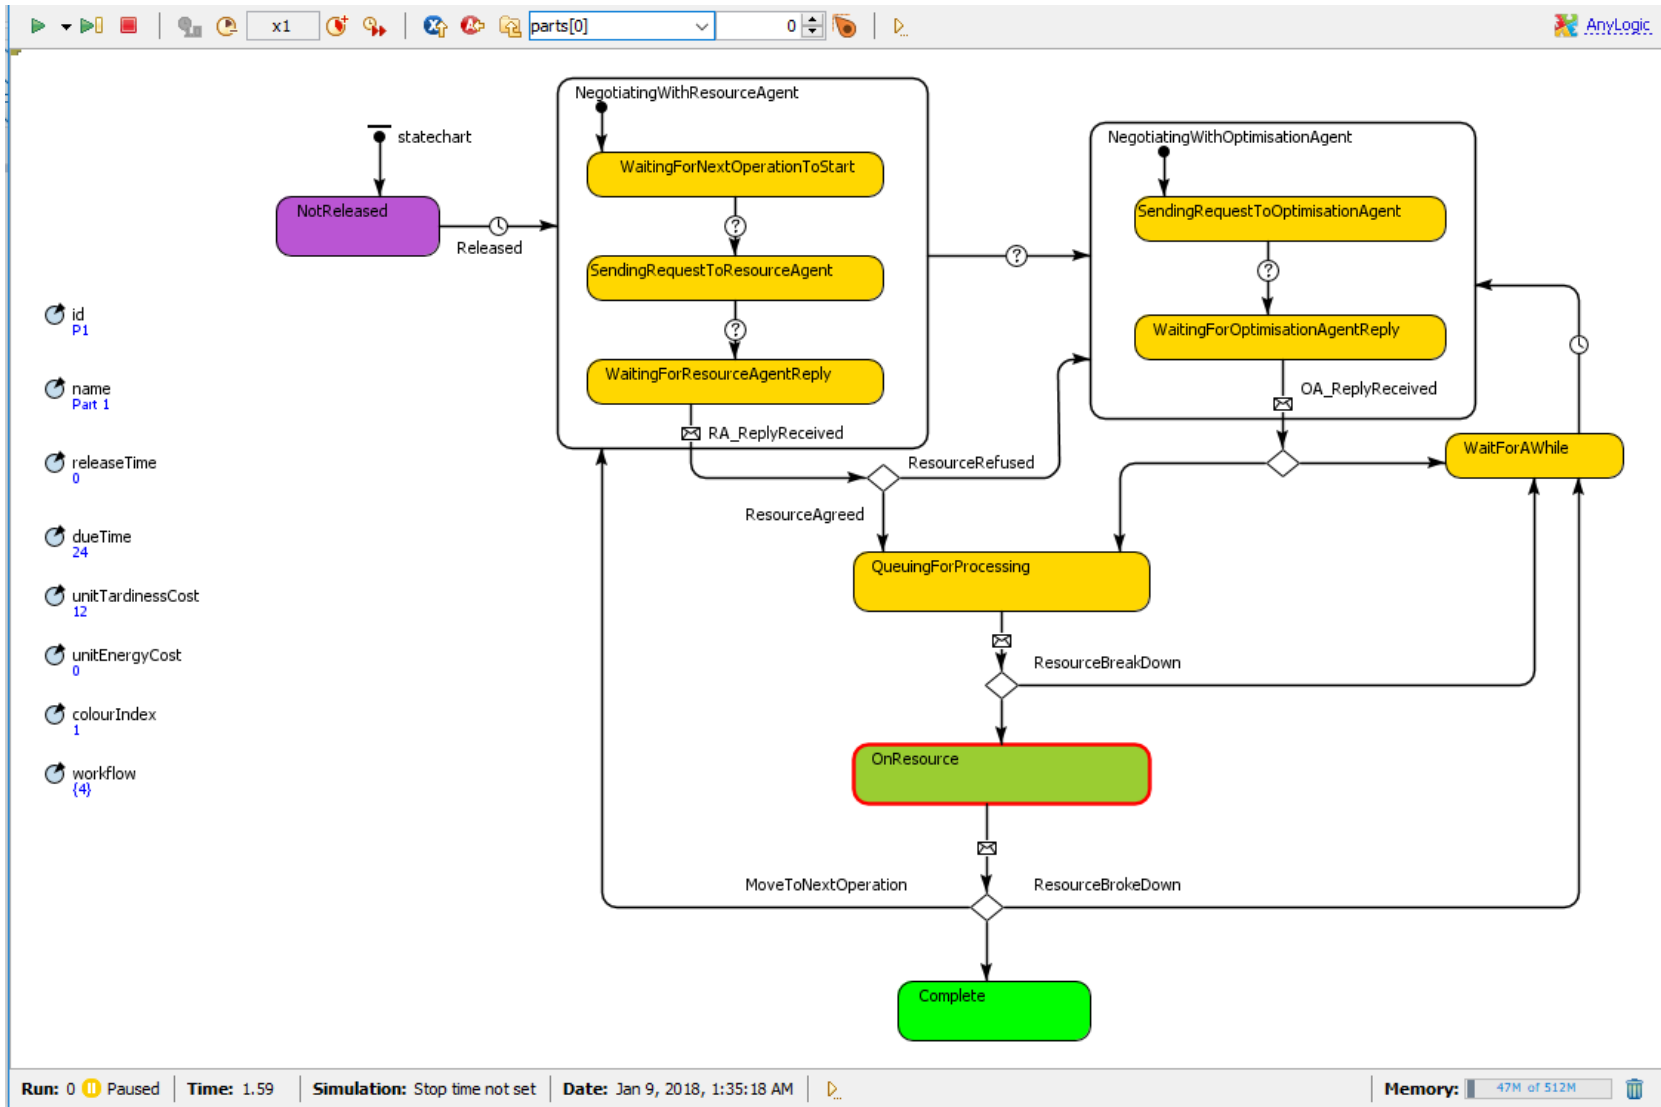 x1
parts[0]
0
AnyLogic
NegotiatingWithResourceAgent
statechart
NegotiatingWithOptimisationAgent
WaitingForNextOperationToStart
NotReleased
SendingRequestToOptimisationAgent
Released
SendingRequestToResourceAgent
id
P1
WaitingForOptimisationAgentReply
WaitingForResourceAgentReply
name
Part 1
OA_ReplyReceived
RA_ReplyReceived
WaitForAWhile
releaseTime
0
ResourceRefused
ResourceAgreed
dueTime
24
QueuingForProcessing
unitTardinessCost
12
unitEnergyCost
0
ResourceBreakDown
colourIndex
1
OnResource
workflow
{4}
MoveToNextOperation
ResourceBrokeDown
Complete
Run: 0 Paused Time: 1.59 Simulation: Stop time not set Date: Jan 9, 2018, 1:35:18 AM Memory: 47M of 512M